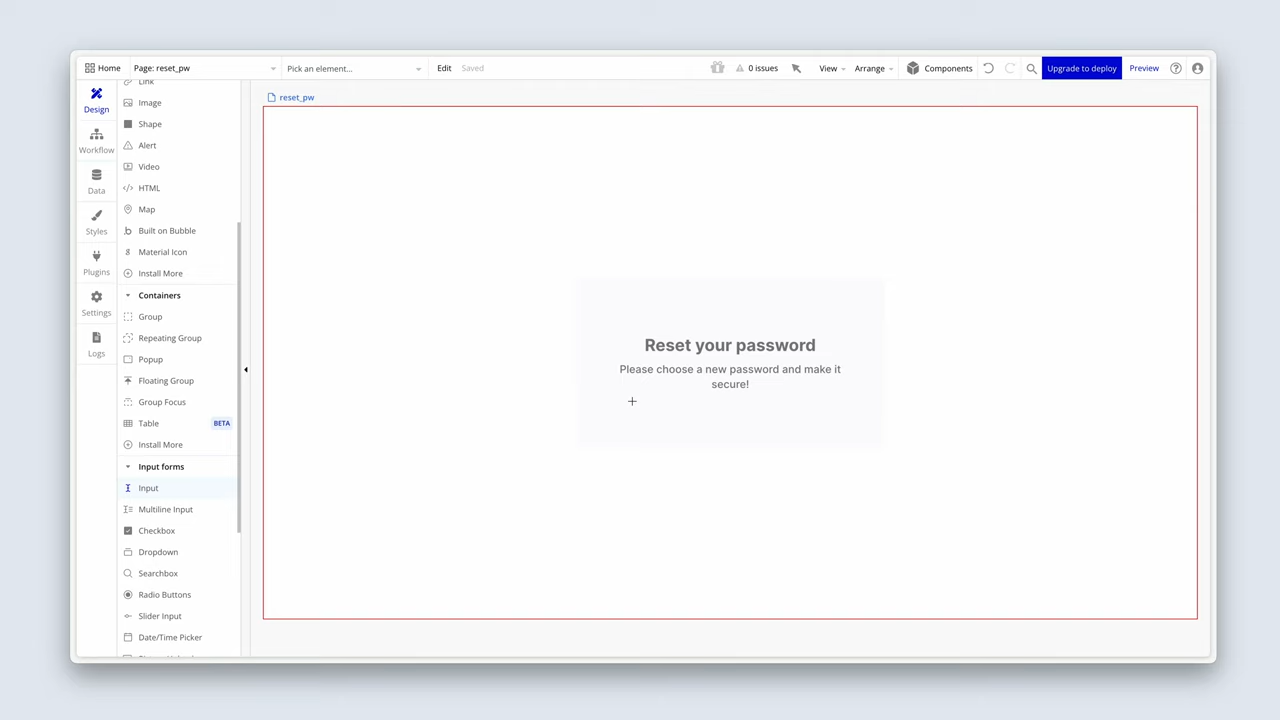 Home
Page: reset_pw
Pick an element...
Edit
Saved
0 issues
View
Arrange
Components
Upgrade to deploy
Preview
Design
Workflow
Data
Styles
Plugins
Settings
Logs
Link
Image
Shape
Alert
Video
HTML
Map
Built on Bubble
Material Icon
Install More
Containers
Group
Repeating Group
Popup
Floating Group
Group Focus
Table BETA
Install More
Input forms
Input
Multiline Input
Checkbox
Dropdown
Searchbox
Radio Buttons
Slider Input
Date/Time Picker
reset_pw
Reset your password
Please choose a new password and make it
secure!